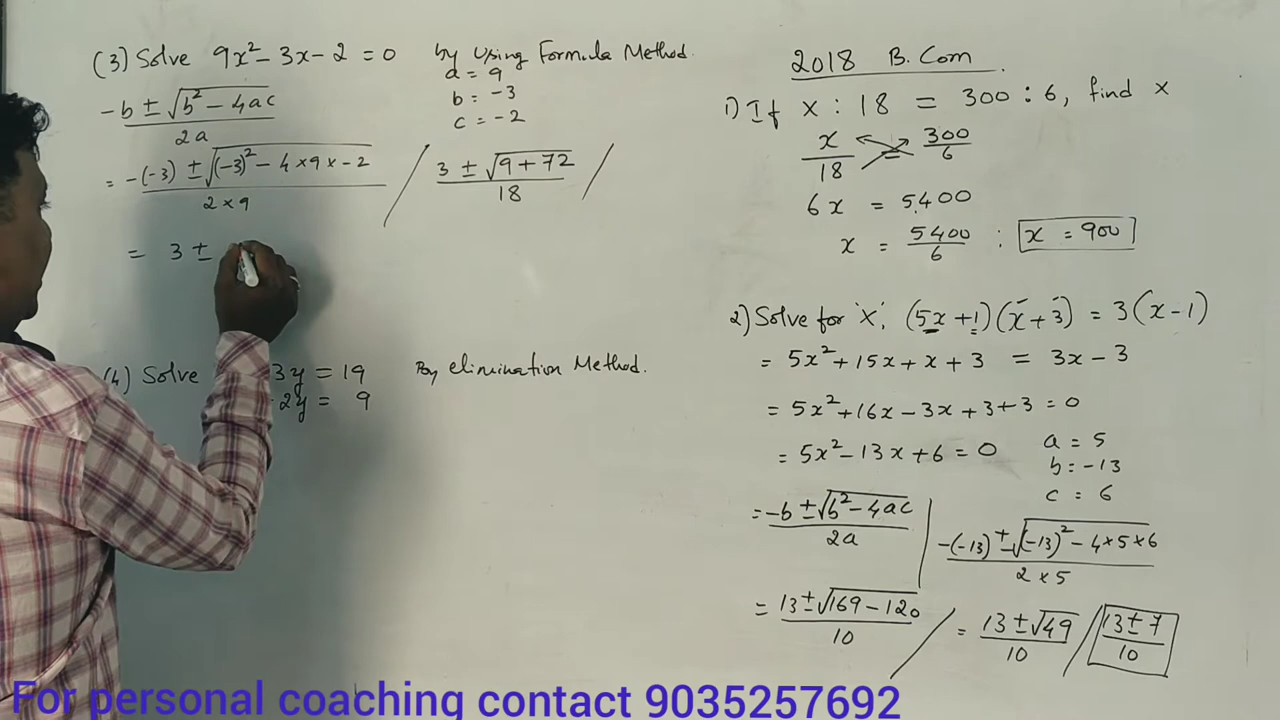 (3) Solve 9x² - 3x - 2 = 0 by Using Formula Method.
a = 9
b = -3
c = -2
-b ± √b² - 4ac / 2a
= -(-3) ± √(-3)² - 4 × 9 × -2 / 2 × 9
3 ± √9 + 72 / 18
= 3 ±
(4) Solve 3y = 19 By elimination Method.
2y = 9
2018 B.Com
1) If x : 18 = 300 : 6, find x
x/18 = 300/6
6x = 5400
x = 5400/6 : x = 900
2) Solve for 'x', (5x + 1)(x + 3) = 3(x - 1)
= 5x² + 15x + x + 3 = 3x - 3
= 5x² + 16x - 3x + 3 + 3 = 0
= 5x² - 13x + 6 = 0
a = 5
b = -13
c = 6
= -b ± √b² - 4ac / 2a
-(-13) ± √(-13)² - 4 × 5 × 6 / 2 × 5
= 13 ± √169 - 120 / 10
= 13 ± √49 / 10
13 ± 7 / 10
For personal coaching contact 9035257692